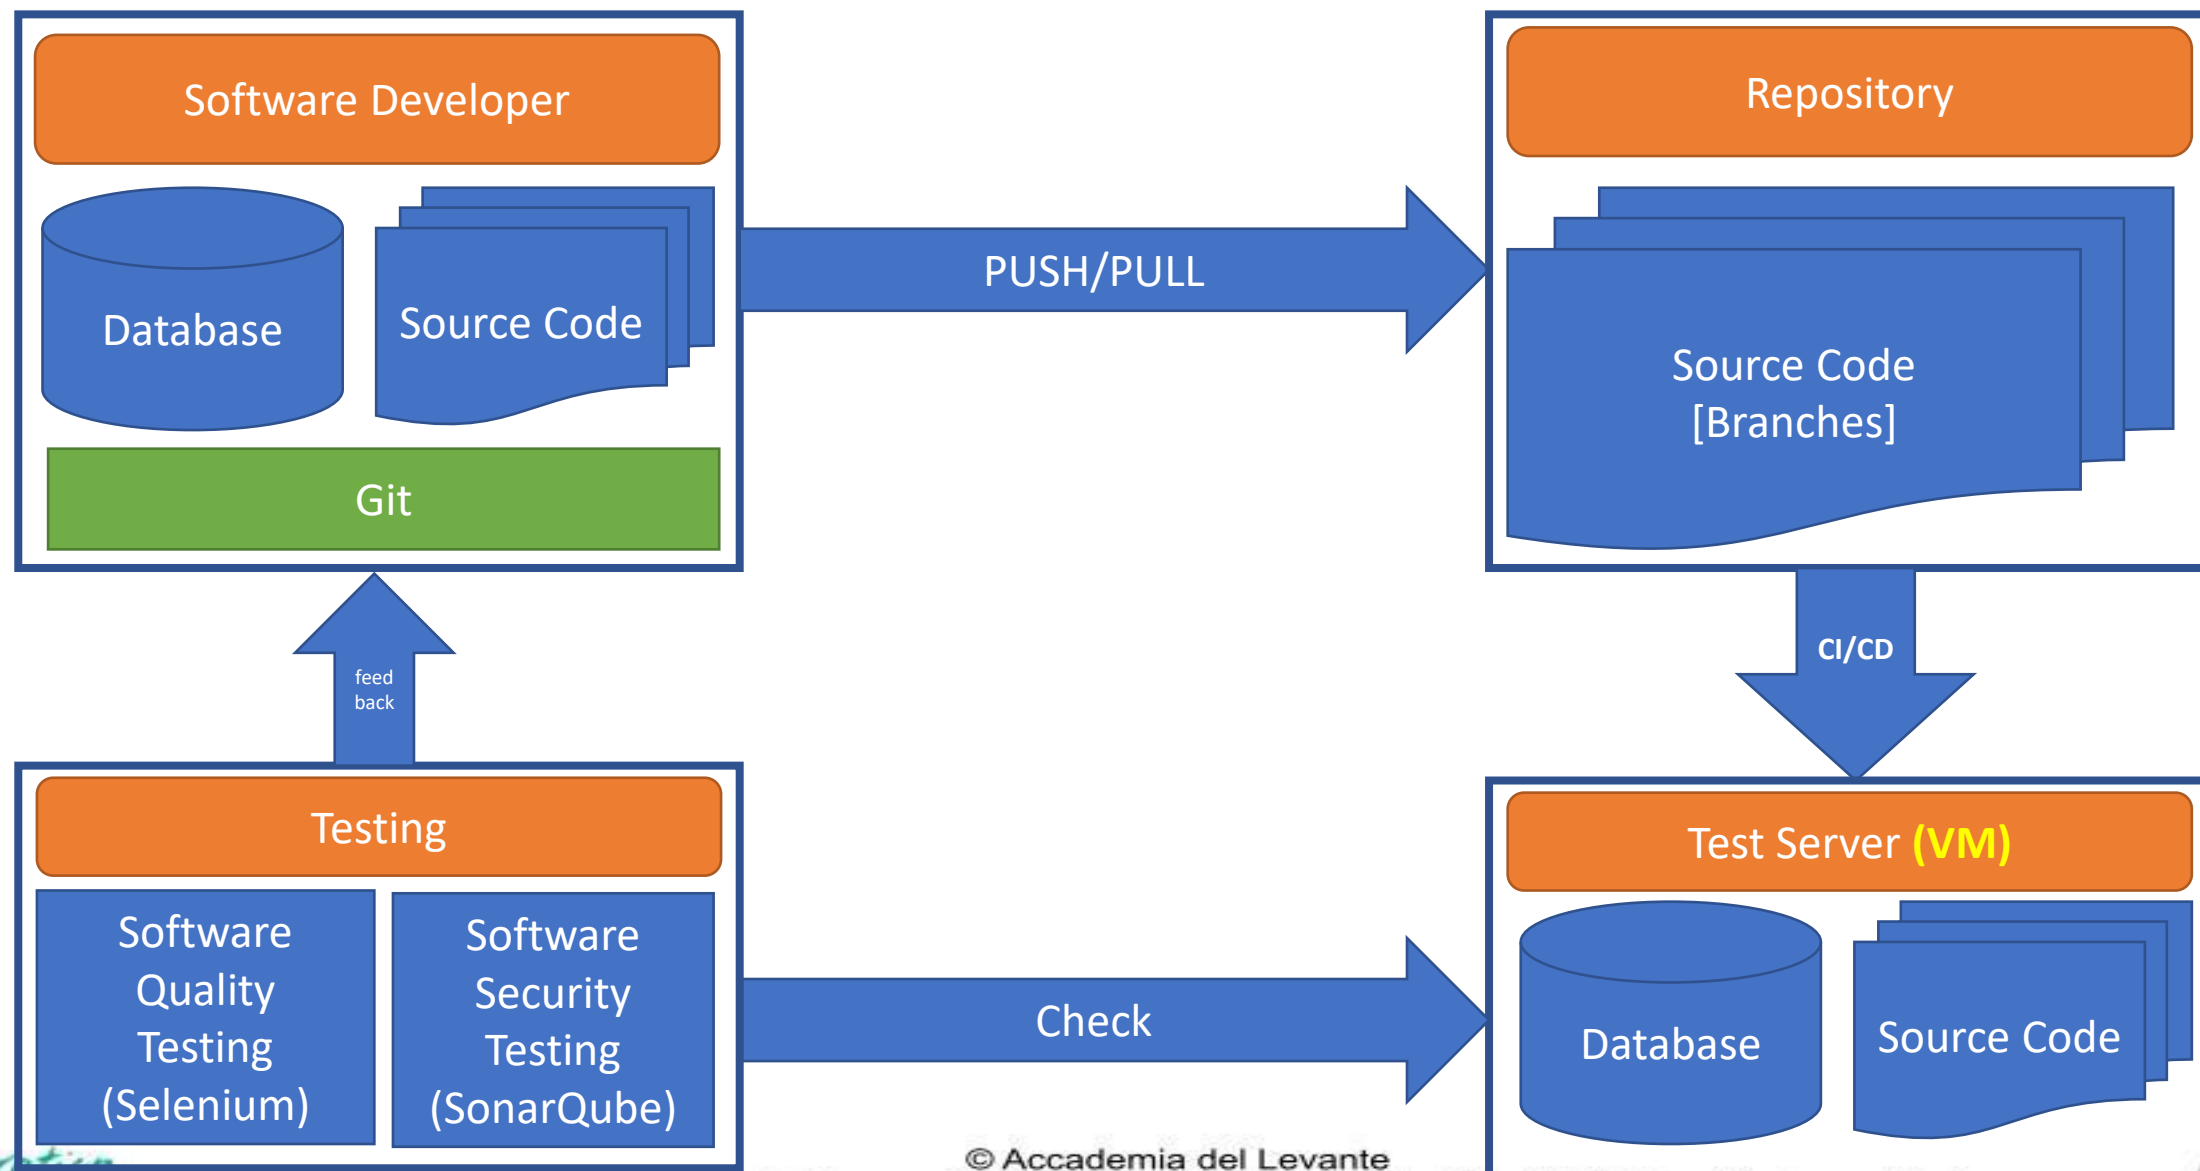 Software Developer
Repository
Database
Source Code
PUSH/PULL
Source Code
[Branches]
Git
feed
back
CI/CD
Testing
Test Server (VM)
Software
Quality
Testing
(Selenium)
Software
Security
Testing
(SonarQube)
Check
Database
Source Code
© Accademia del Levante